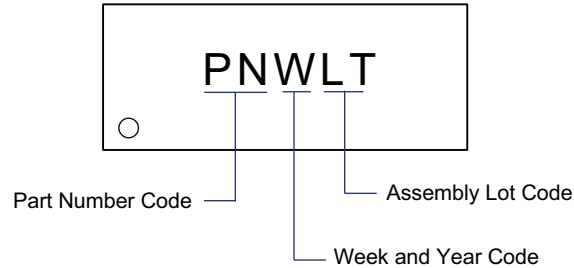 PNWLT
Part Number Code
Assembly Lot Code
Week and Year Code